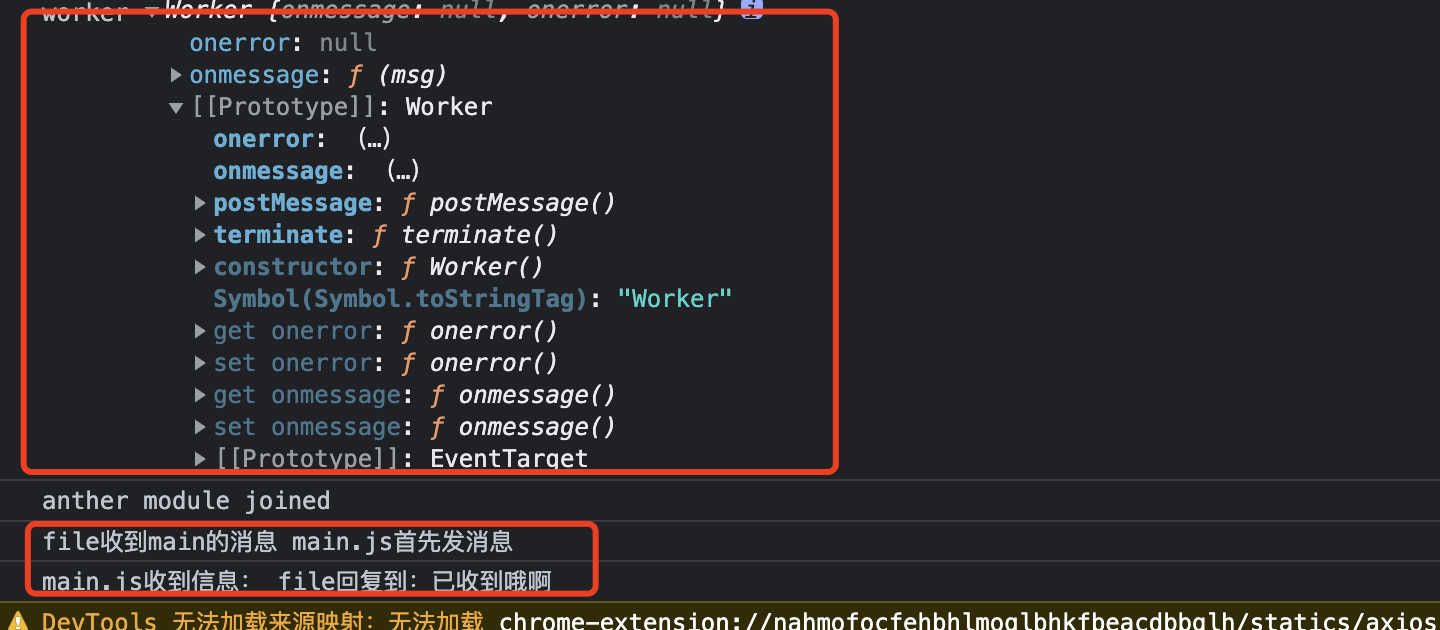 worker ▼Worker {onmessage: null, onerror: null} i
onerror: null
▶onmessage: ƒ (msg)
▼[[Prototype]]: Worker
onerror: (…)
onmessage: (…)
▶postMessage: ƒ postMessage()
▶terminate: ƒ terminate()
▶constructor: ƒ Worker()
Symbol(Symbol.toStringTag): "Worker"
▶get onerror: ƒ onerror()
▶set onerror: ƒ onerror()
▶get onmessage: ƒ onmessage()
▶set onmessage: ƒ onmessage()
▶[[Prototype]]: EventTarget
anther module joined
file收到main的消息 main.js首先发消息
main.js收到信息： file回复到：已收到哦啊
DevTools 无法加载来源映射：无法加载 chrome-extension://nahmofocfehbhlmoglbhkfbeacdbbglh/statics/axios